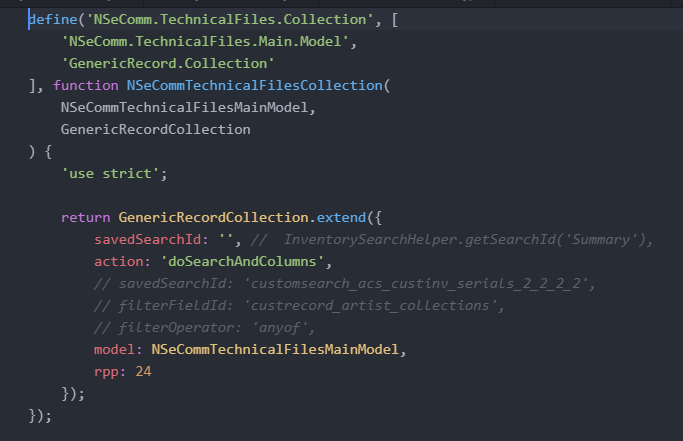 define('NSeComm.TechnicalFiles.Collection', [
    'NSeComm.TechnicalFiles.Main.Model',
    'GenericRecord.Collection'
], function NSeCommTechnicalFilesCollection(
    NSeCommTechnicalFilesMainModel,
    GenericRecordCollection
) {
    'use strict';

    return GenericRecordCollection.extend({
        savedSearchId: '', //  InventorySearchHelper.getSearchId('Summary'),
        action: 'doSearchAndColumns',
        // savedSearchId: 'customsearch_acs_custinv_serials_2_2_2_2',
        // filterFieldId: 'custrecord_artist_collections',
        // filterOperator: 'anyof',
        model: NSeCommTechnicalFilesMainModel,
        rpp: 24
    });
});